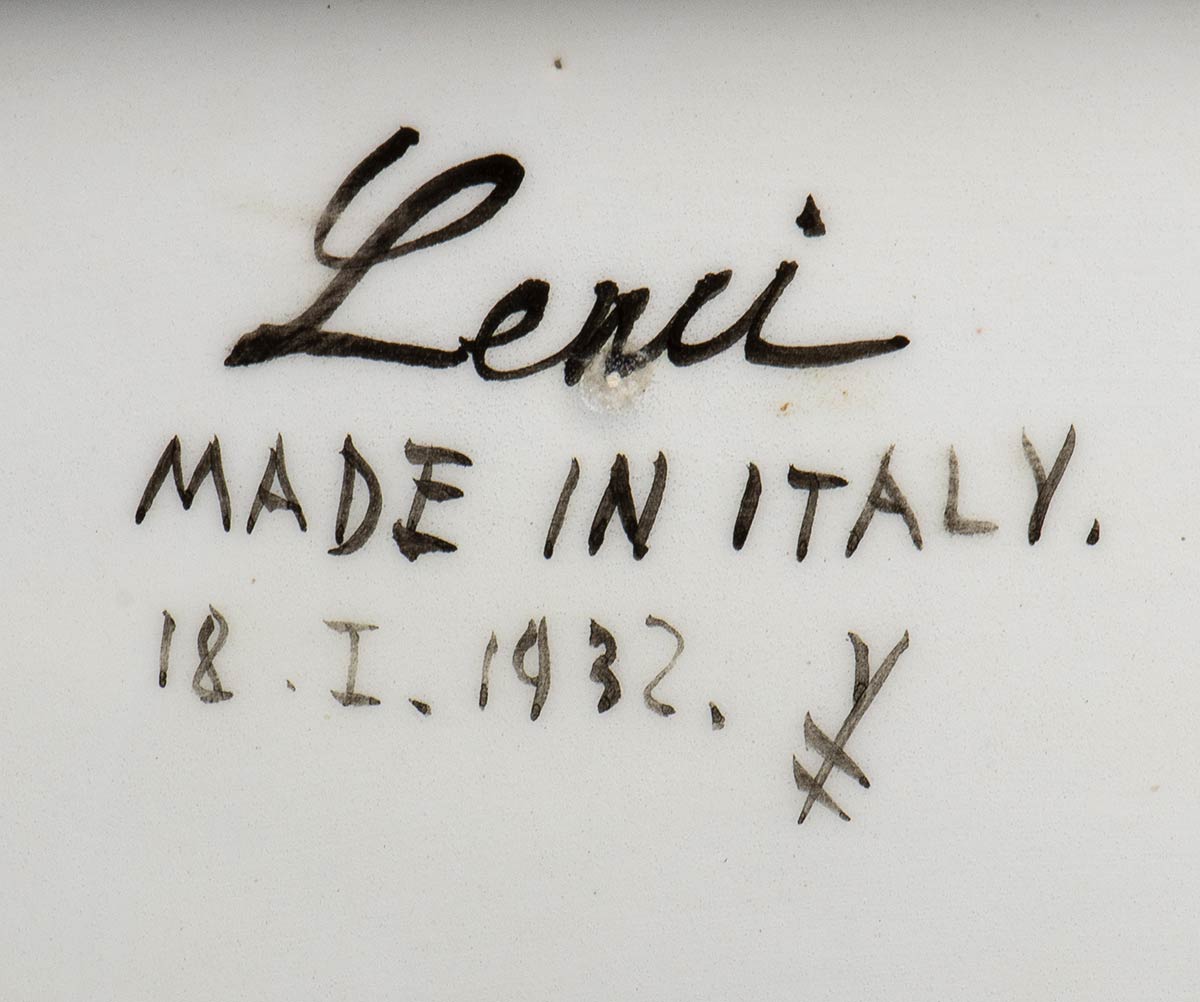 Lenci
MADE IN ITALY.
18 . I . 1932 .